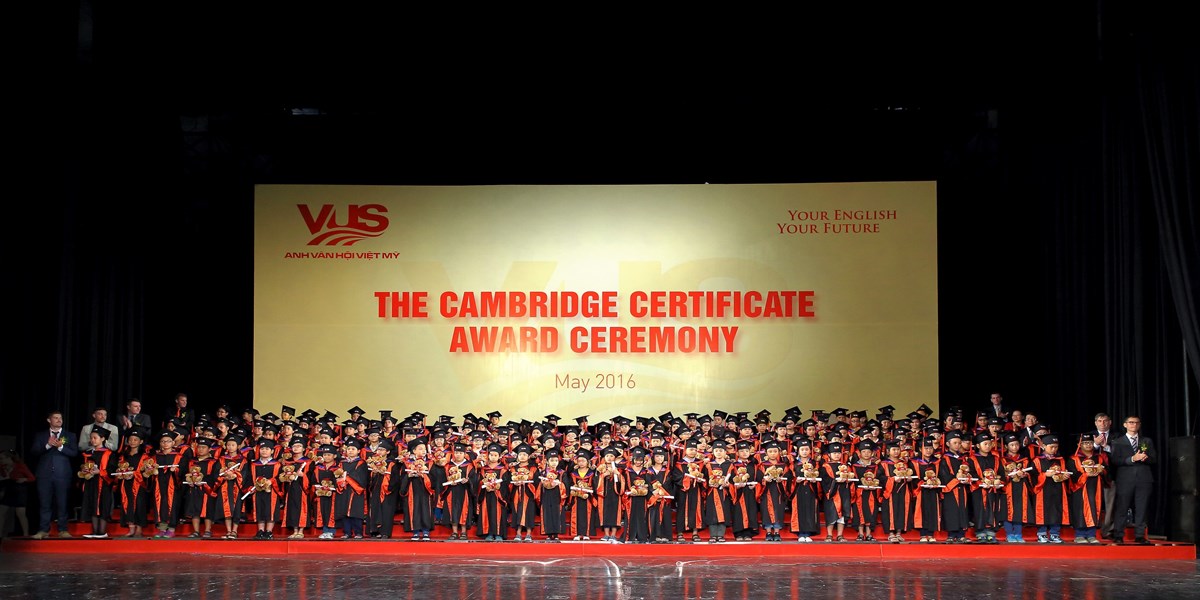 VUS
ANH VĂN HỘI VIỆT MỸ
YOUR ENGLISH
YOUR FUTURE
THE CAMBRIDGE CERTIFICATE
AWARD CEREMONY
May 2016